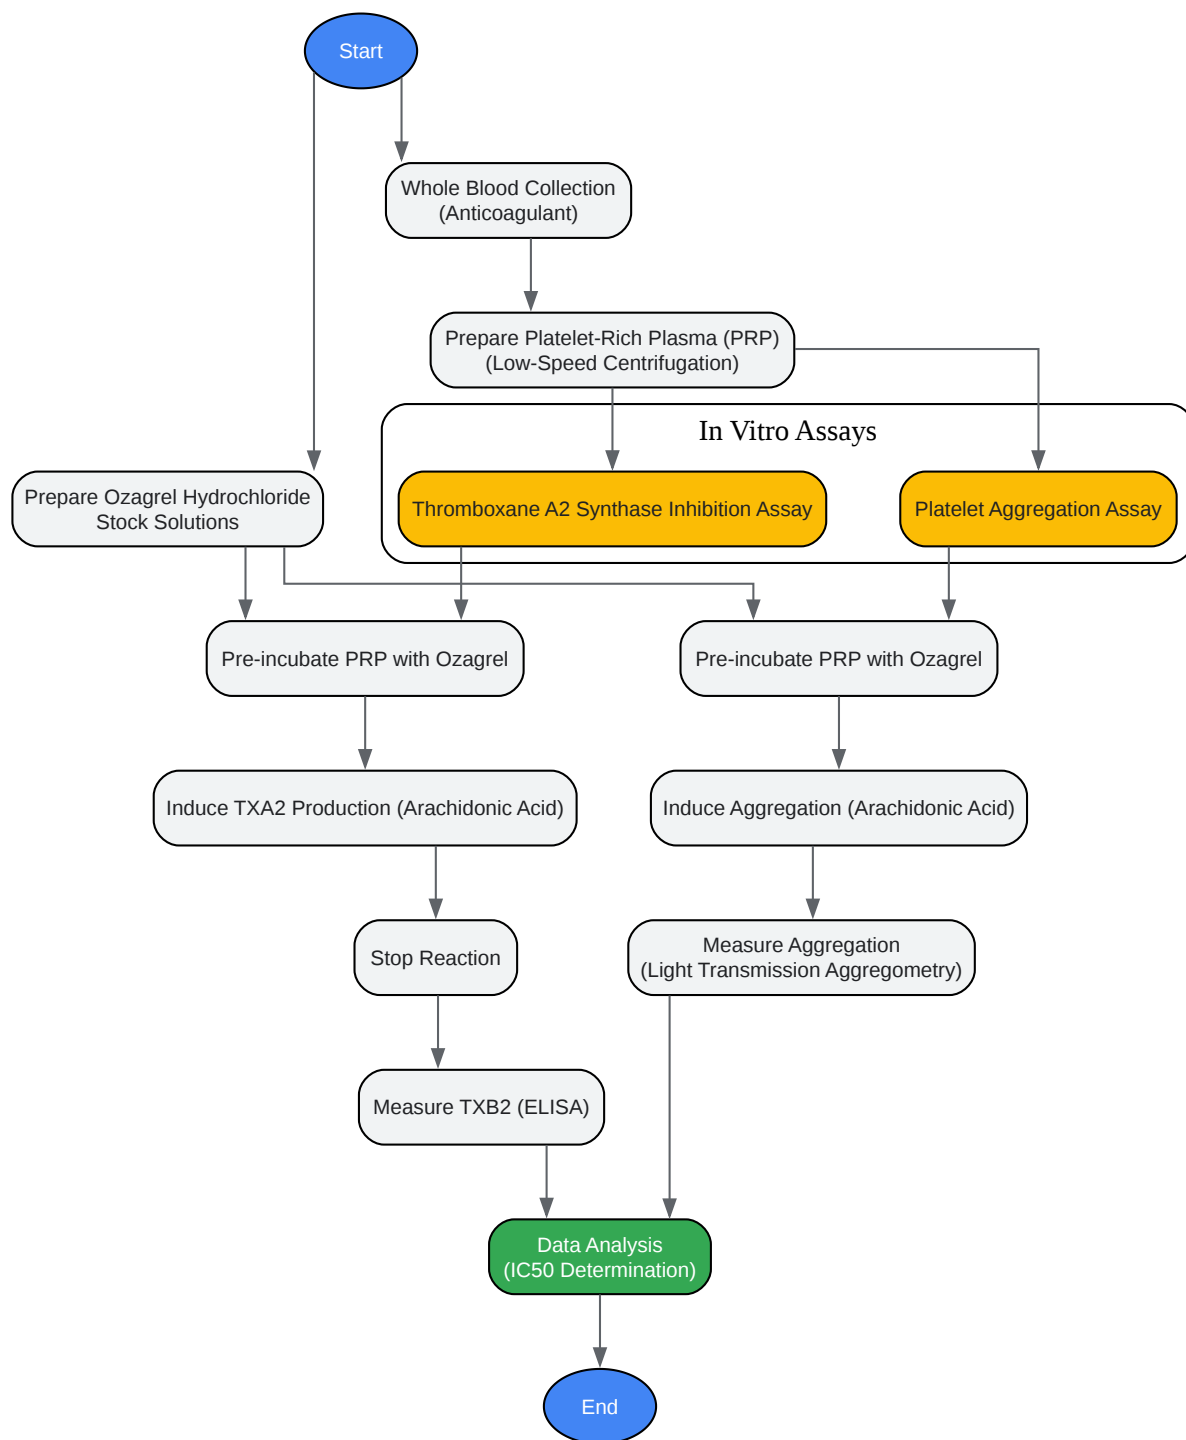 Start
Whole Blood Collection
(Anticoagulant)
Prepare Platelet-Rich Plasma (PRP)
(Low-Speed Centrifugation)
In Vitro Assays
Prepare Ozagrel Hydrochloride
Stock Solutions
Thromboxane A2 Synthase Inhibition Assay
Platelet Aggregation Assay
Pre-incubate PRP with Ozagrel
Pre-incubate PRP with Ozagrel
Induce TXA2 Production (Arachidonic Acid)
Induce Aggregation (Arachidonic Acid)
Stop Reaction
Measure Aggregation
(Light Transmission Aggregometry)
Measure TXB2 (ELISA)
Data Analysis
(IC50 Determination)
End